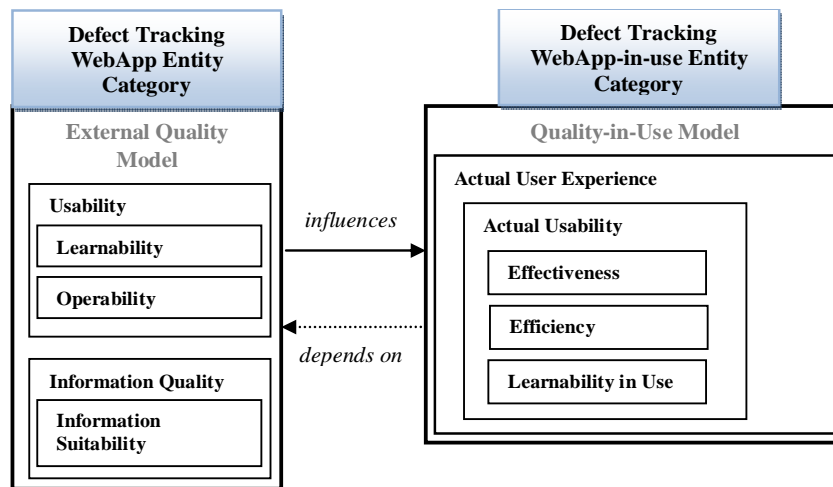 Defect Tracking
WebApp Entity
Category
External Quality
Model
Usability
Learnability
Operability
Information Quality
Information
Suitability
influences
depends on
Defect Tracking
WebApp-in-use Entity
Category
Quality-in-Use Model
Actual User Experience
Actual Usability
Effectiveness
Efficiency
Learnability in Use